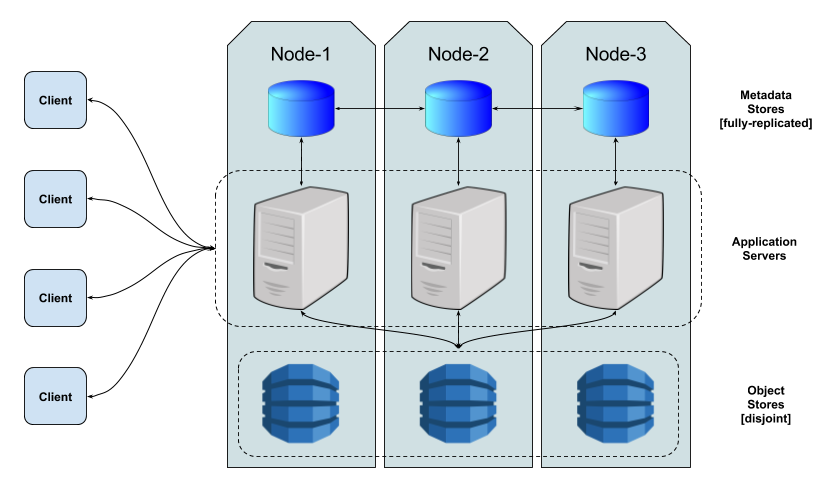 Node-1
Node-2
Node-3
Client
Client
Client
Client
Metadata
Stores
[fully-replicated]
Application
Servers
Object
Stores
[disjoint]